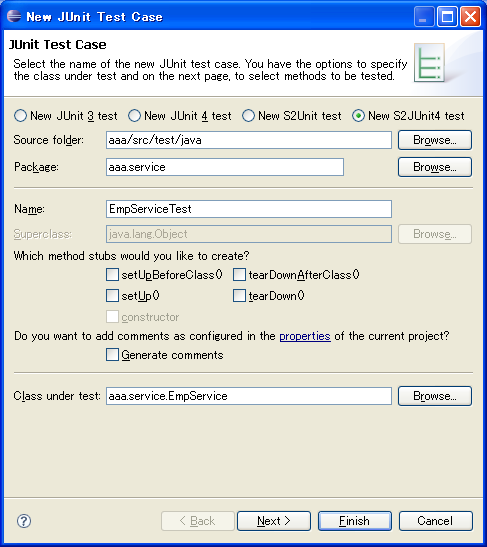 New JUnit Test Case
JUnit Test Case
Select the name of the new JUnit test case. You have the options to specify
the class under test and on the next page, to select methods to be tested.
New JUnit 3 test New JUnit 4 test New S2Unit test New S2JUnit4 test
Source folder: aaa/src/test/java Browse...
Package: aaa.service Browse...
Name: EmpServiceTest
Superclass: java.lang.Object Browse...
Which method stubs would you like to create?
setUpBeforeClass() tearDownAfterClass()
setUp() tearDown()
constructor
Do you want to add comments as configured in the properties of the current project?
Generate comments
Class under test: aaa.service.EmpService Browse...
? < Back Next > Finish Cancel